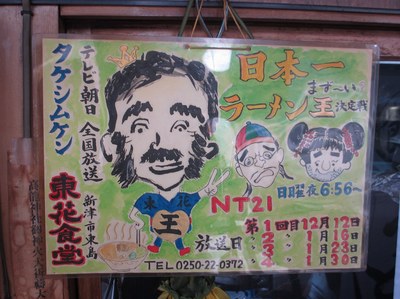 日本一
まず〜い
ラーメン王決定戦
日曜夜6:56〜
NT21
放送日
第1回目12月12日
〃2〃1月16日
〃3〃1月23日
〃4〃1月30日
東花
王
テレビ朝日 全国放送
タケシムケン
新津市東島
東花食堂
TEL 0250-22-0372